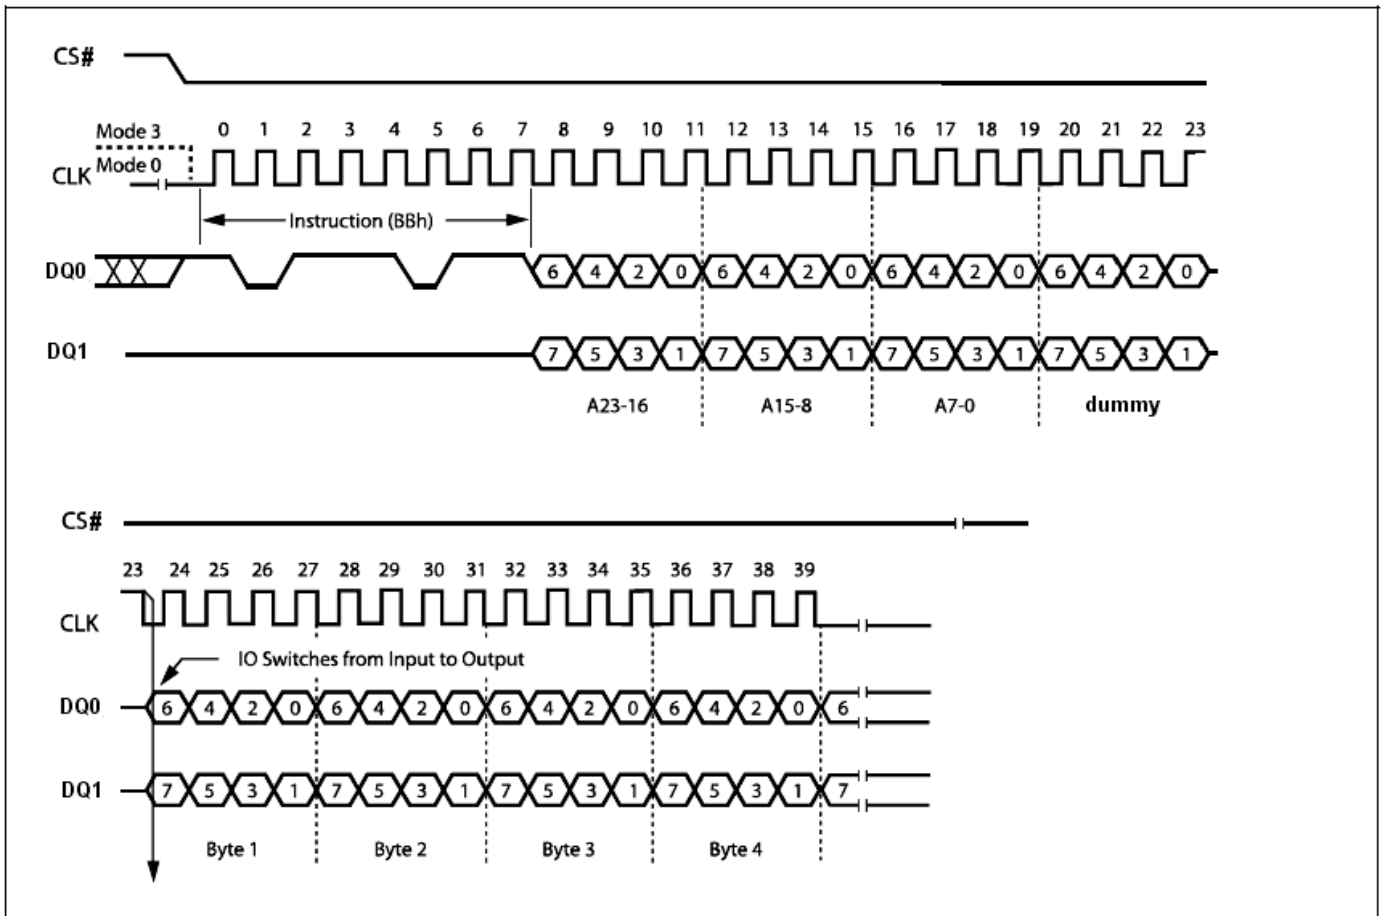 CS#
Mode 3
0 1 2 3 4 5 6 7 8 9 10 11 12 13 14 15 16 17 18 19 20 21 22 23
Mode 0
CLK
Instruction (BBh)
DQ0 6 4 2 0 6 4 2 0 6 4 2 0 6 4 2 0
DQ1 7 5 3 1 7 5 3 1 7 5 3 1 7 5 3 1
A23-16 A15-8 A7-0 dummy
CS#
23 24 25 26 27 28 29 30 31 32 33 34 35 36 37 38 39
CLK
IO Switches from Input to Output
DQ0 6 4 2 0 6 4 2 0 6 4 2 0 6 4 2 0 6
DQ1 7 5 3 1 7 5 3 1 7 5 3 1 7 5 3 1 7
Byte 1 Byte 2 Byte 3 Byte 4